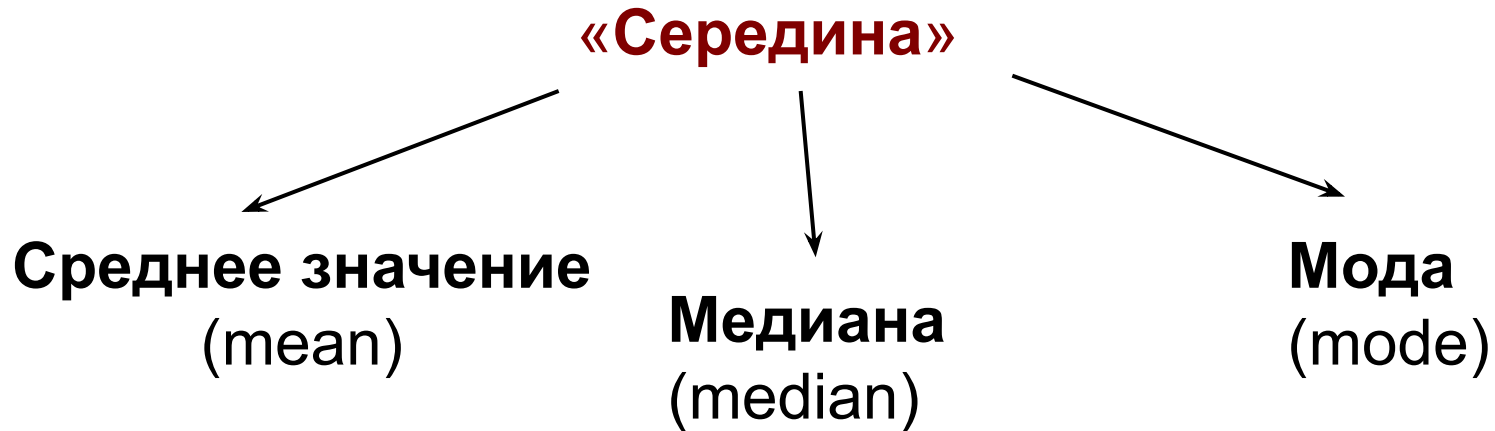 «Середина»
Среднее значение
(mean)
Медиана
(median)
Мода
(mode)